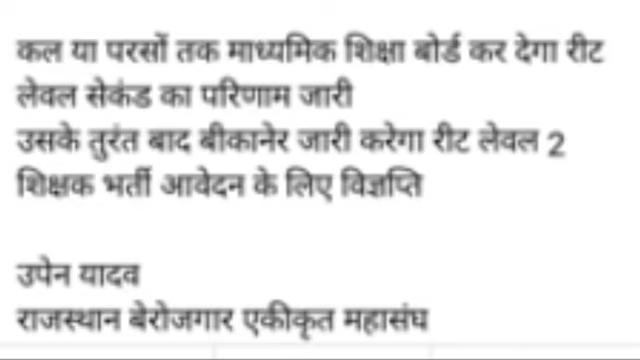 कल या परसों तक माध्यमिक शिक्षा बोर्ड कर देगा रीट
लेवल सेकंड का परिणाम जारी
उसके तुरंत बाद बीकानेर जारी करेगा रीट लेवल 2
शिक्षक भर्ती आवेदन के लिए विज्ञप्ति
उपेन यादव
राजस्थान बेरोजगार एकीकृत महासंघ